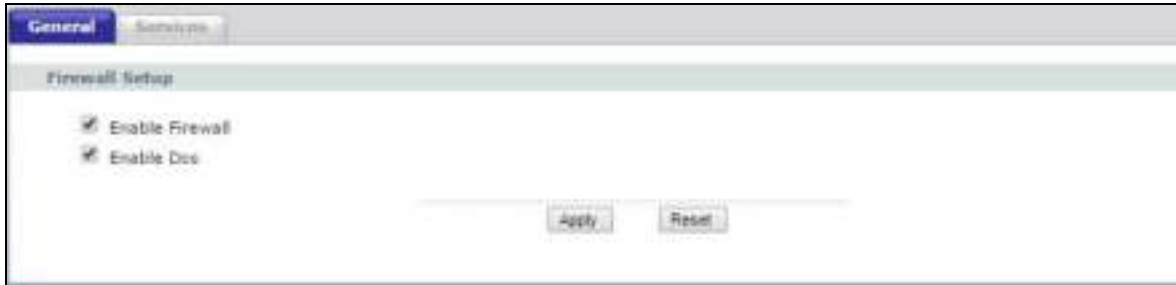 General Services
Firewall Setup
Enable Firewall
Enable Dos
Apply Reset